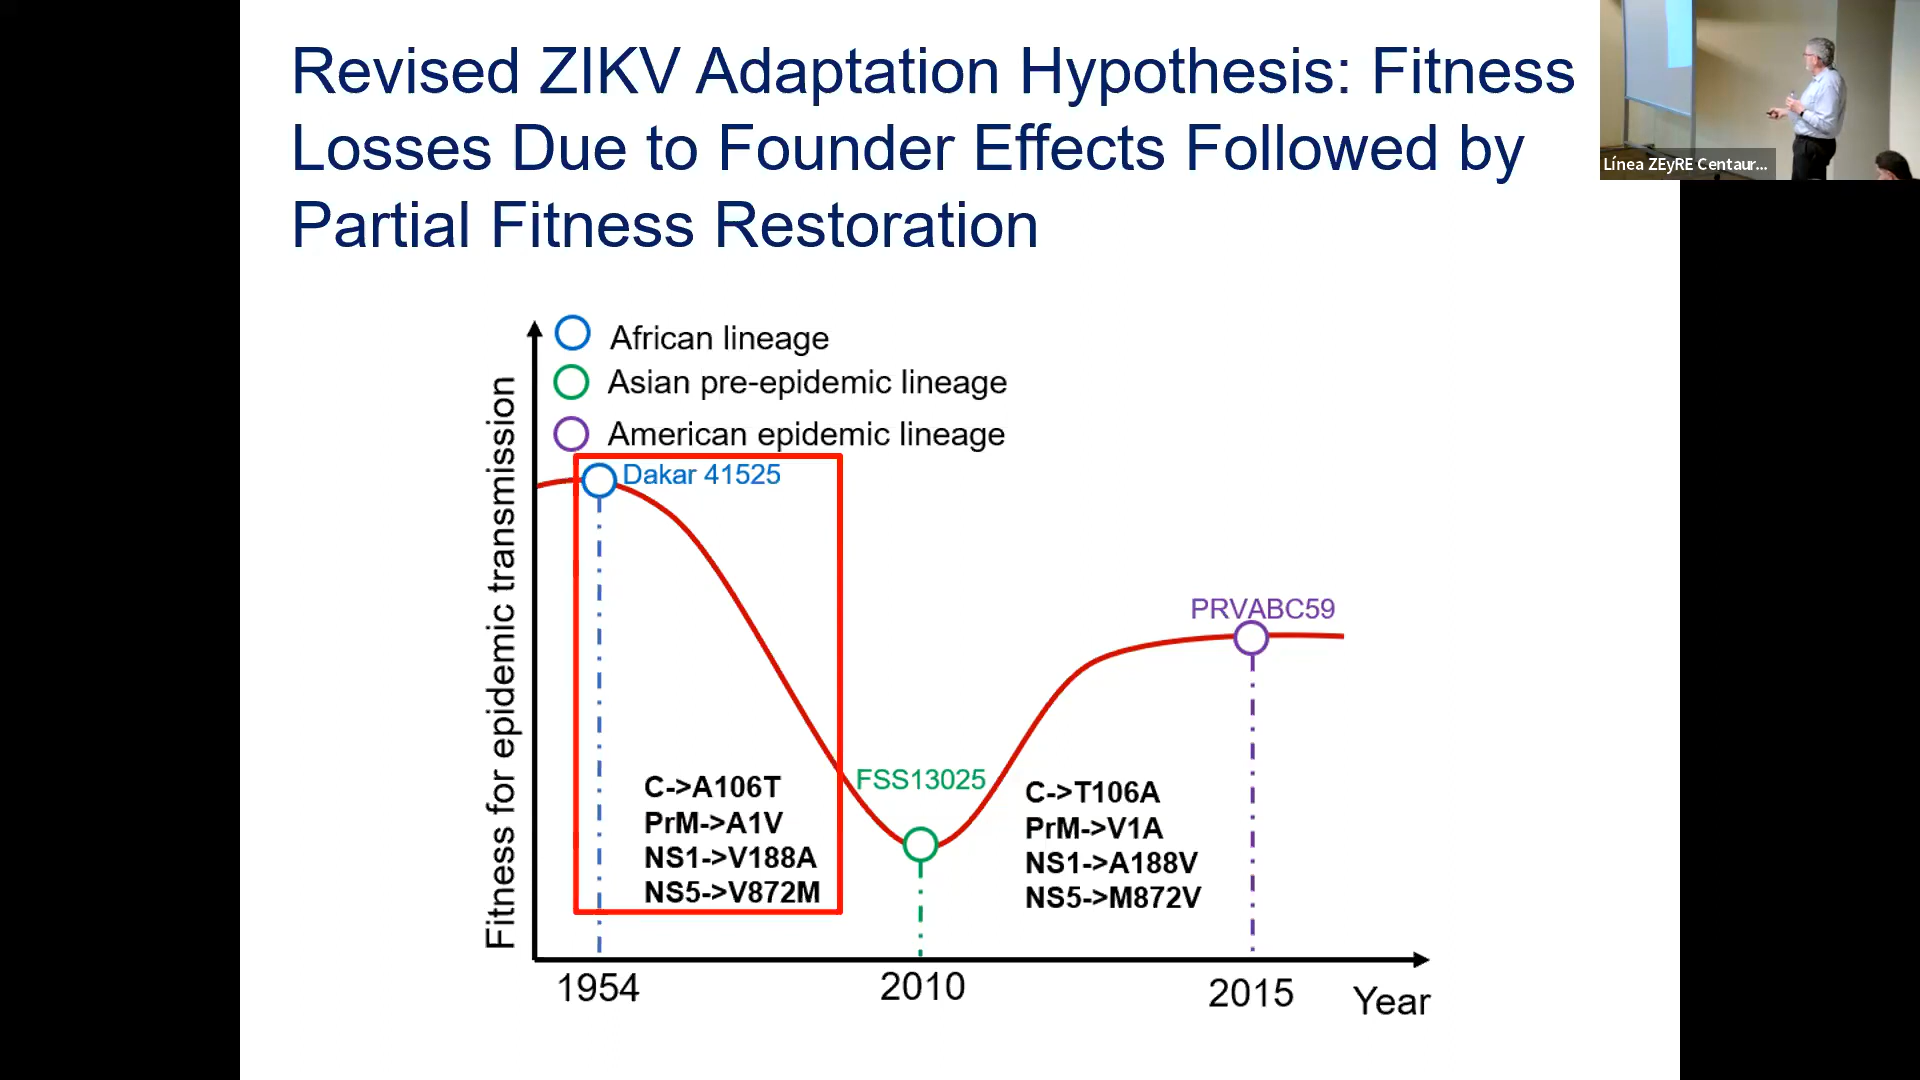 Revised ZIKV Adaptation Hypothesis: Fitness
Losses Due to Founder Effects Followed by
Partial Fitness Restoration
Línea ZEyRE Centaur...
African lineage
Asian pre-epidemic lineage
American epidemic lineage
Fitness for epidemic transmission
Dakar 41525
PRVABC59
FSS13025
C->A106T
PrM->A1V
NS1->V188A
NS5->V872M
C->T106A
PrM->V1A
NS1->A188V
NS5->M872V
1954
2010
2015
Year